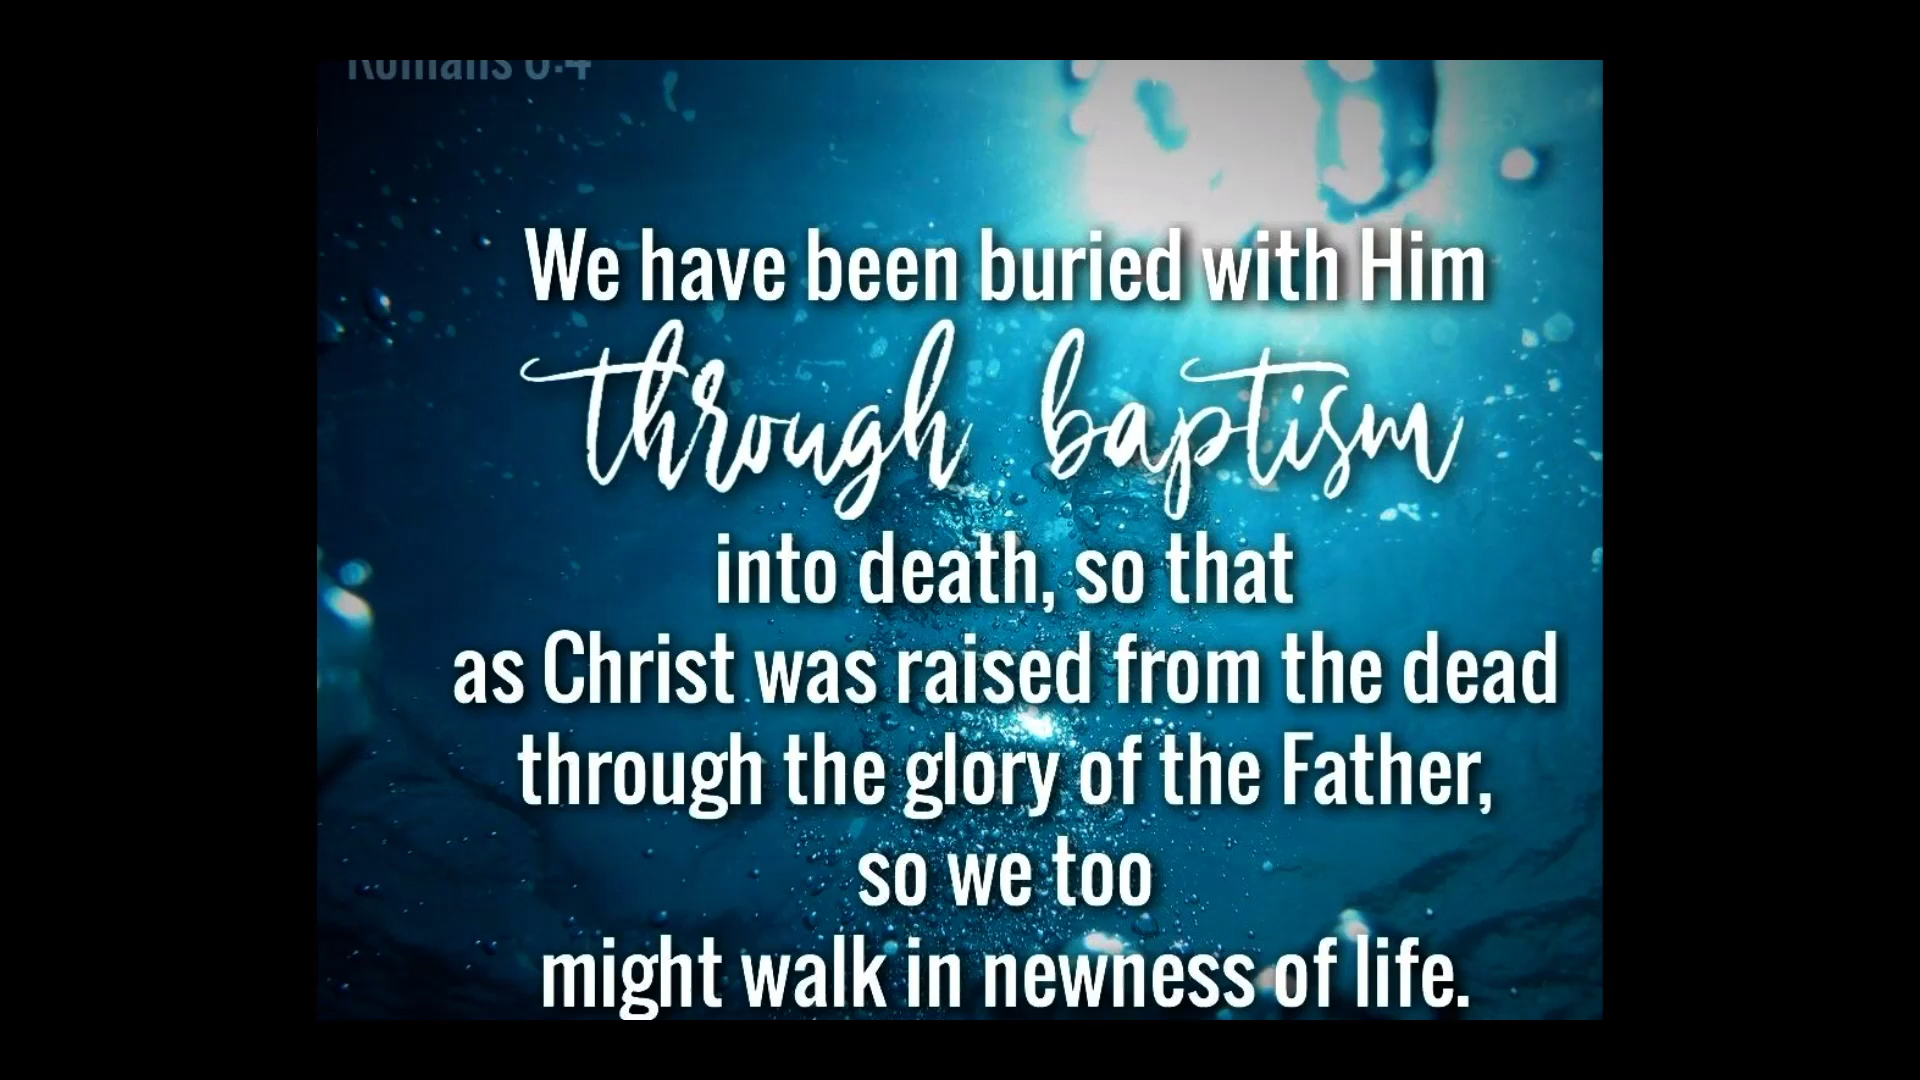 Romans 6:4
We have been buried with Him
through baptism
into death, so that
as Christ was raised from the dead
through the glory of the Father,
so we too
might walk in newness of life.